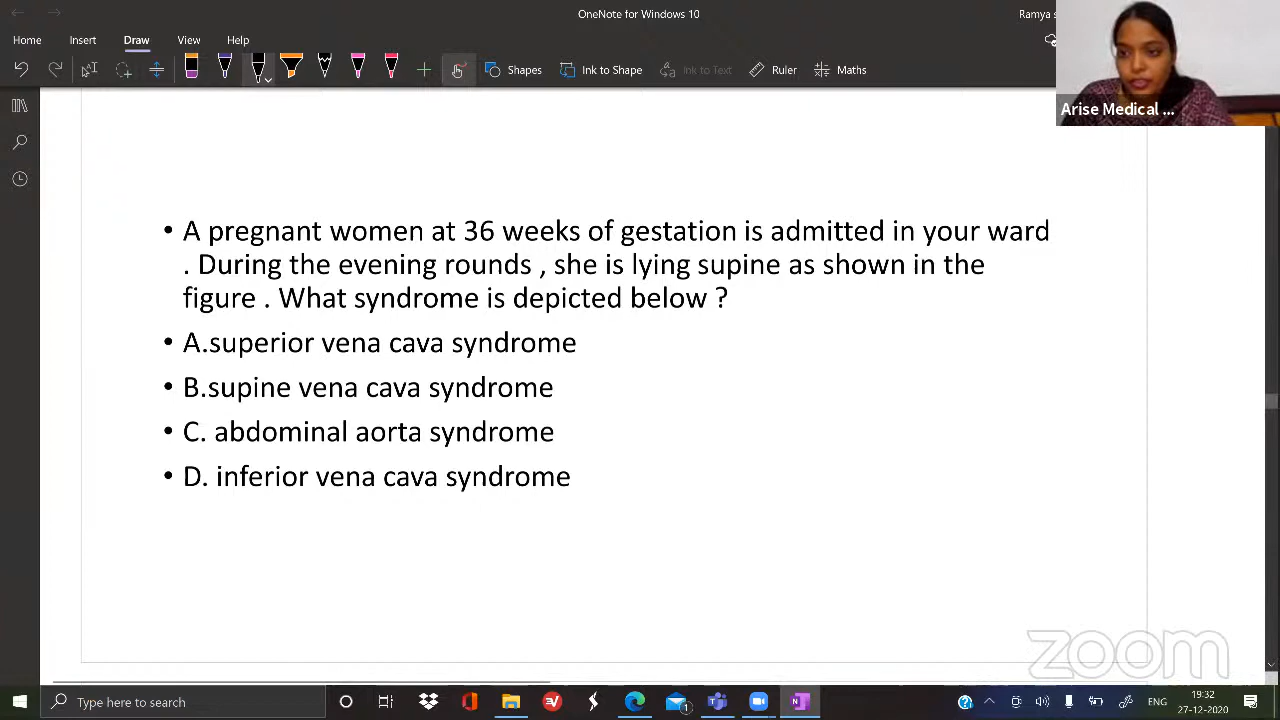 OneNote for Windows 10
Ramya s
Home Insert Draw View Help
Shapes Ink to Shape Ink to Text Ruler Maths
Arise Medical ...
• A pregnant women at 36 weeks of gestation is admitted in your ward
. During the evening rounds , she is lying supine as shown in the
figure . What syndrome is depicted below ?
• A.superior vena cava syndrome
• B.supine vena cava syndrome
• C. abdominal aorta syndrome
• D. inferior vena cava syndrome
zoom
Type here to search
ENG
19:32
27-12-2020